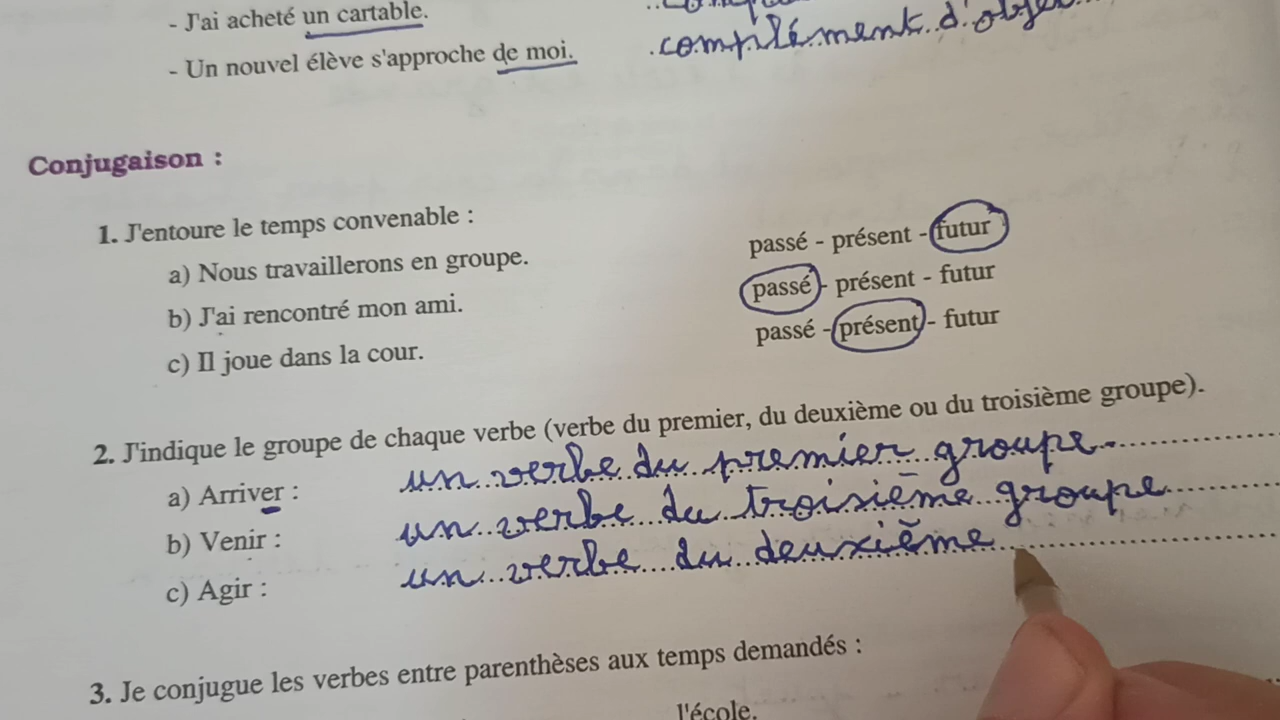 - J'ai acheté un cartable.
- Un nouvel élève s'approche de moi. complément d'objet
Conjugaison :
1. J'entoure le temps convenable :
a) Nous travaillerons en groupe. passé - présent - futur
b) J'ai rencontré mon ami. passé - présent - futur
c) Il joue dans la cour. passé - présent - futur
2. J'indique le groupe de chaque verbe (verbe du premier, du deuxième ou du troisième groupe).
a) Arriver : un verbe du premier groupe.
b) Venir : un verbe du troisième groupe
c) Agir : un verbe du deuxième
3. Je conjugue les verbes entre parenthèses aux temps demandés :
l'école.